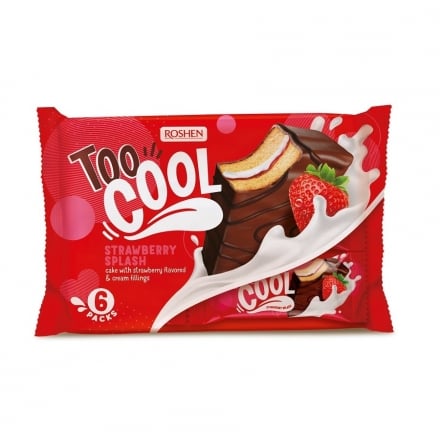 ROSHEN
TOO
COOL
STRAWBERRY
SPLASH
cake with strawberry flavored
& cream fillings
6
PACKS
COOL